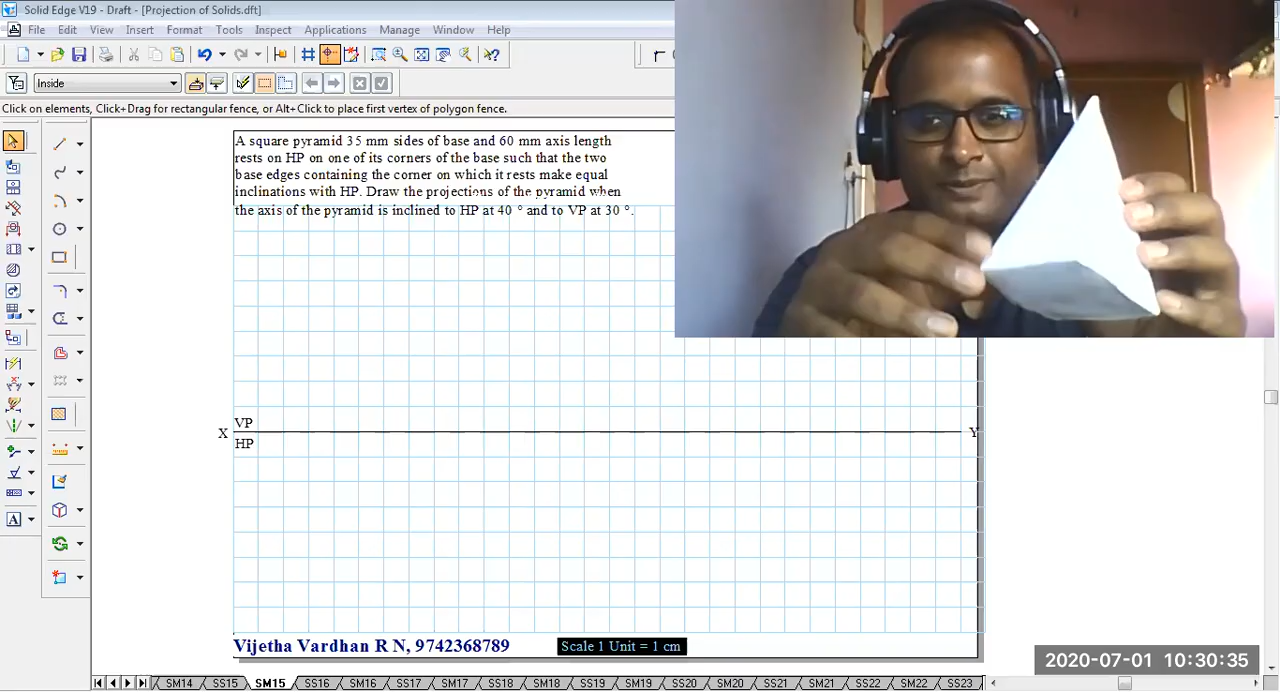 Solid Edge V19 - Draft - [Projection of Solids.dft]
File Edit View Insert Format Tools Inspect Applications Manage Window Help
Inside
Click on elements, Click+Drag for rectangular fence, or Alt+Click to place first vertex of polygon fence.
A square pyramid 35 mm sides of base and 60 mm axis length
rests on HP on one of its corners of the base such that the two
base edges containing the corner on which it rests make equal
inclinations with HP. Draw the projections of the pyramid when
the axis of the pyramid is inclined to HP at 40 ° and to VP at 30 °.
VP
X Y
HP
Vijetha Vardhan R N, 9742368789 Scale 1 Unit = 1 cm
2020-07-01 10:30:35
SM14 SS15 SM15 SS16 SM16 SS17 SM17 SS18 SM18 SS19 SM19 SS20 SM20 SS21 SM21 SS22 SM22 SS23